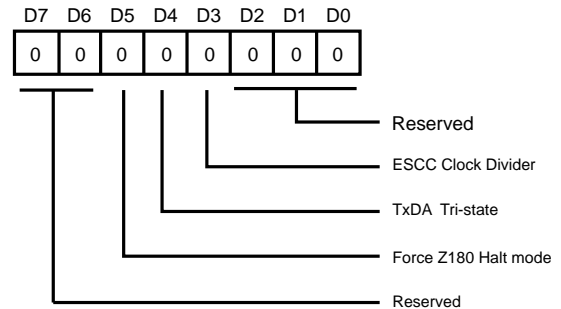 D7 D6 D5 D4 D3 D2 D1 D0
0 0 0 0 0 0 0 0
Reserved
ESCC Clock Divider
TxDA Tri-state
Force Z180 Halt mode
Reserved